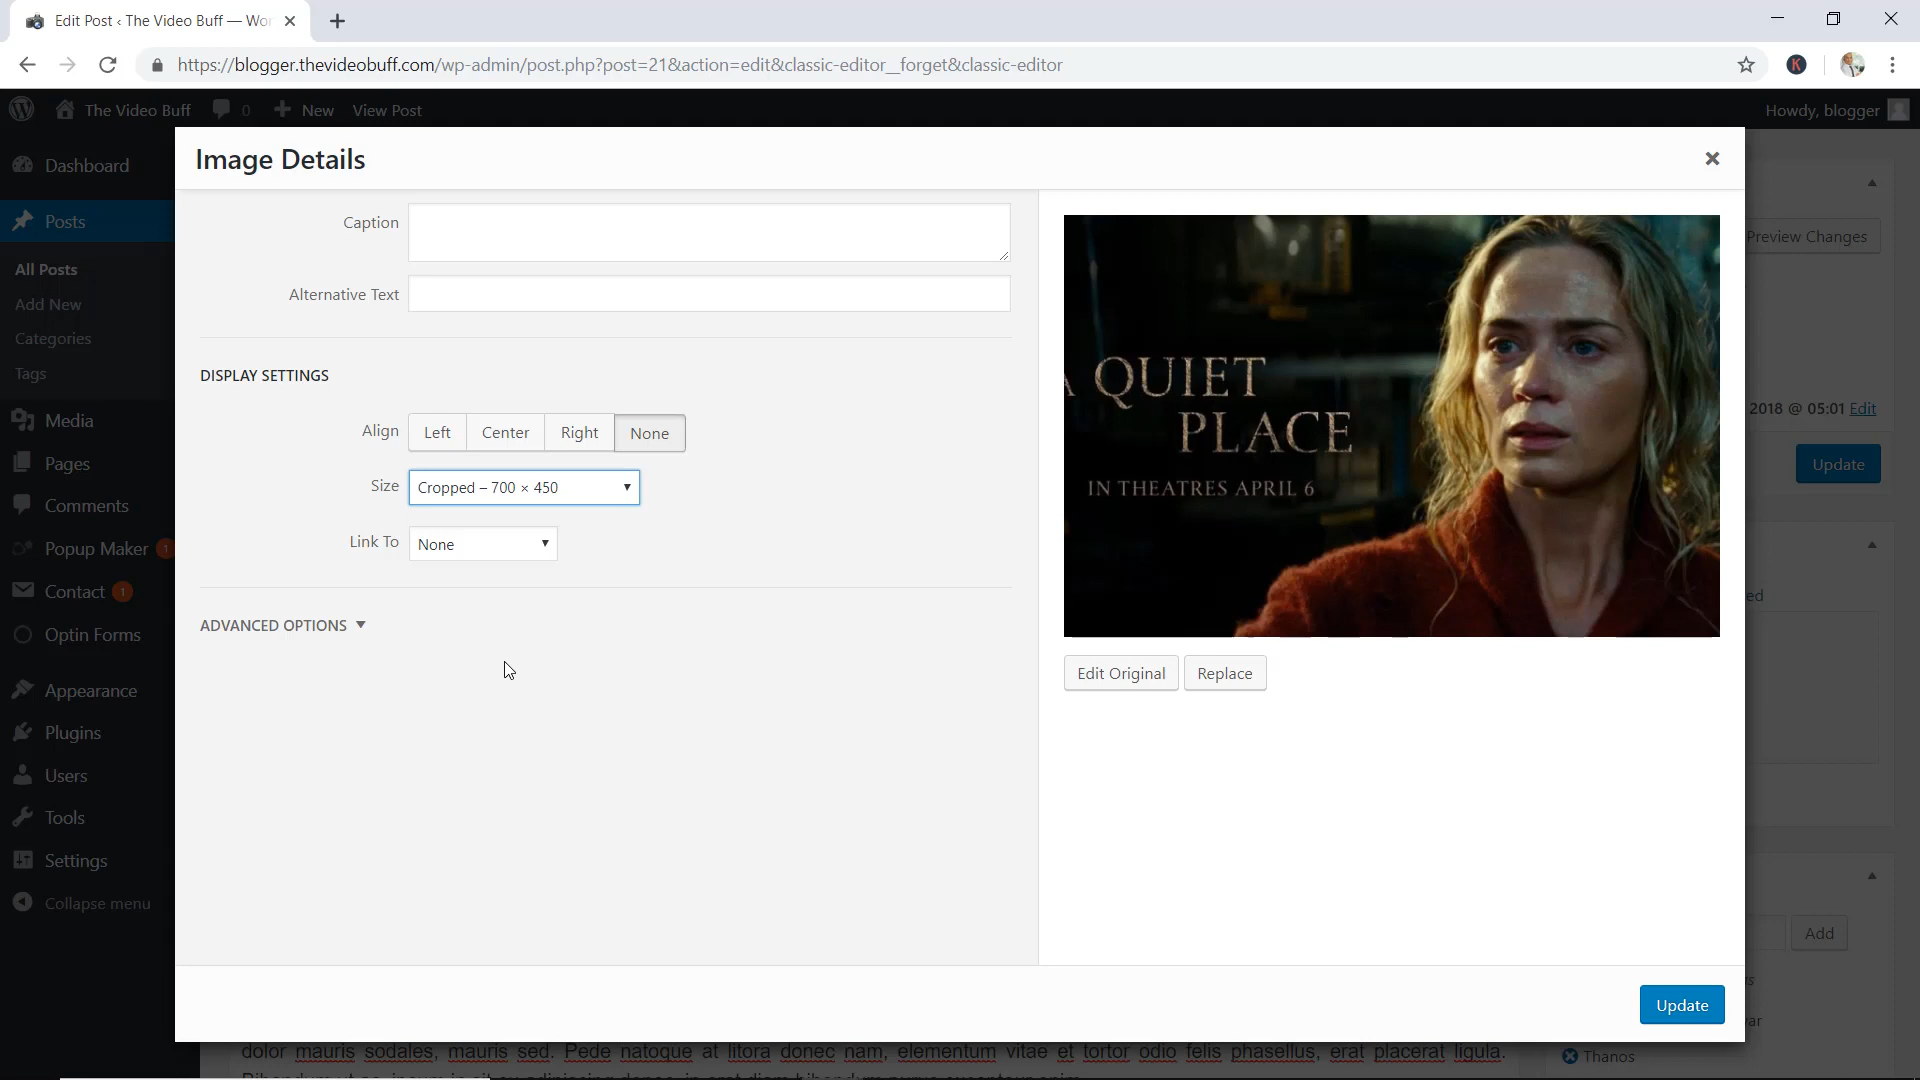 Edit Post ‹ The Video Buff — Wor
https://blogger.thevideobuff.com/wp-admin/post.php?post=21&action=edit&classic-editor__forget&classic-editor
K
The Video Buff
0
New
View Post
Howdy, blogger
Dashboard
Posts
All Posts
Add New
Categories
Tags
Media
Pages
Comments
Popup Maker 1
Contact 1
Optin Forms
Appearance
Plugins
Users
Tools
Settings
Collapse menu
Image Details
Caption
Alternative Text
DISPLAY SETTINGS
Align
Left
Center
Right
None
Size
Cropped – 700 × 450
Link To
None
ADVANCED OPTIONS
A QUIET
PLACE
IN THEATRES APRIL 6
Edit Original
Replace
Update
Preview Changes
2018 @ 05:01 Edit
Update
ed
Add
Thanos
dolor mauris sodales, mauris sed. Pede natoque at litora donec nam, elementum vitae et tortor odio felis phasellus, erat placerat ligula.